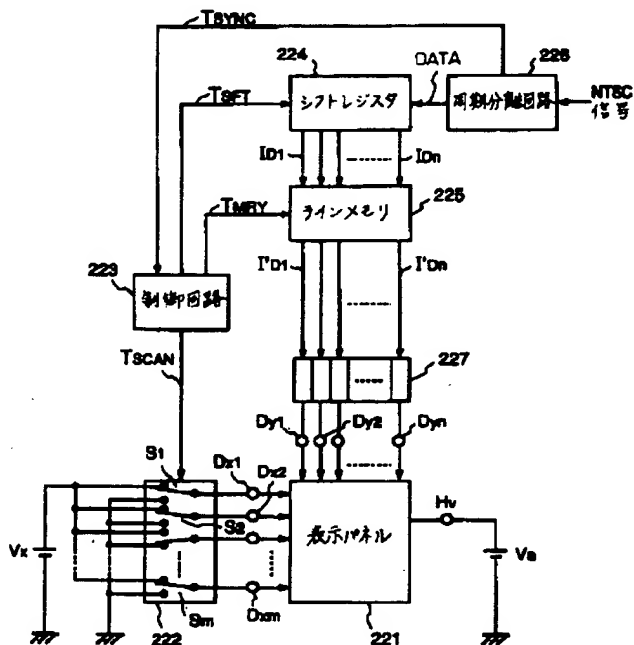 TSYNC
224
DATA
226
TSFT
シフトレジスタ
同期分離回路
NTSC
信号
ID1
IDn
TMRY
ラインメモリ
225
223
I'D1
I'Dn
制御回路
TSCAN
227
Dy1
Dy2
Dyn
S1
Dx1
Dx2
Hv
S2
表示パネル
Vx
Va
Sm
Dxm
222
221